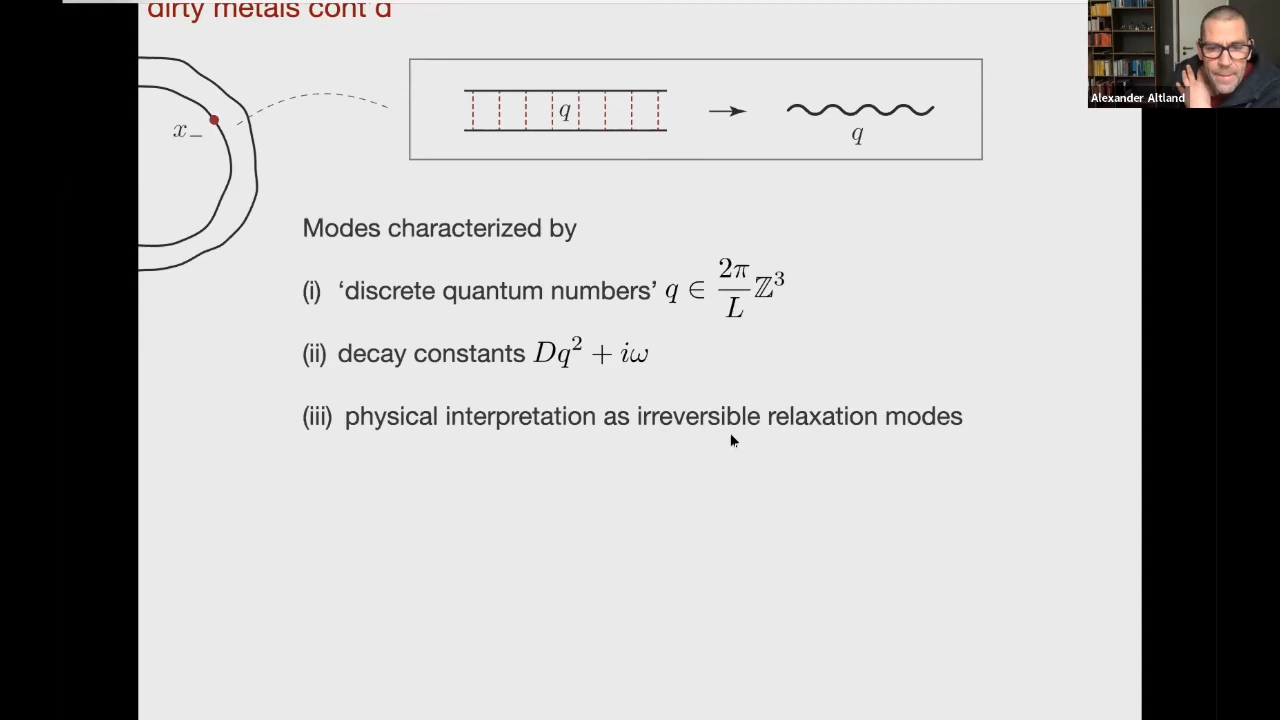 dirty metals cont'd
Alexander Altland
x_
q
q
Modes characterized by
(i) ‘discrete quantum numbers’ q ∈ 2π/L ℤ³
(ii) decay constants Dq² + iω
(iii) physical interpretation as irreversible relaxation modes